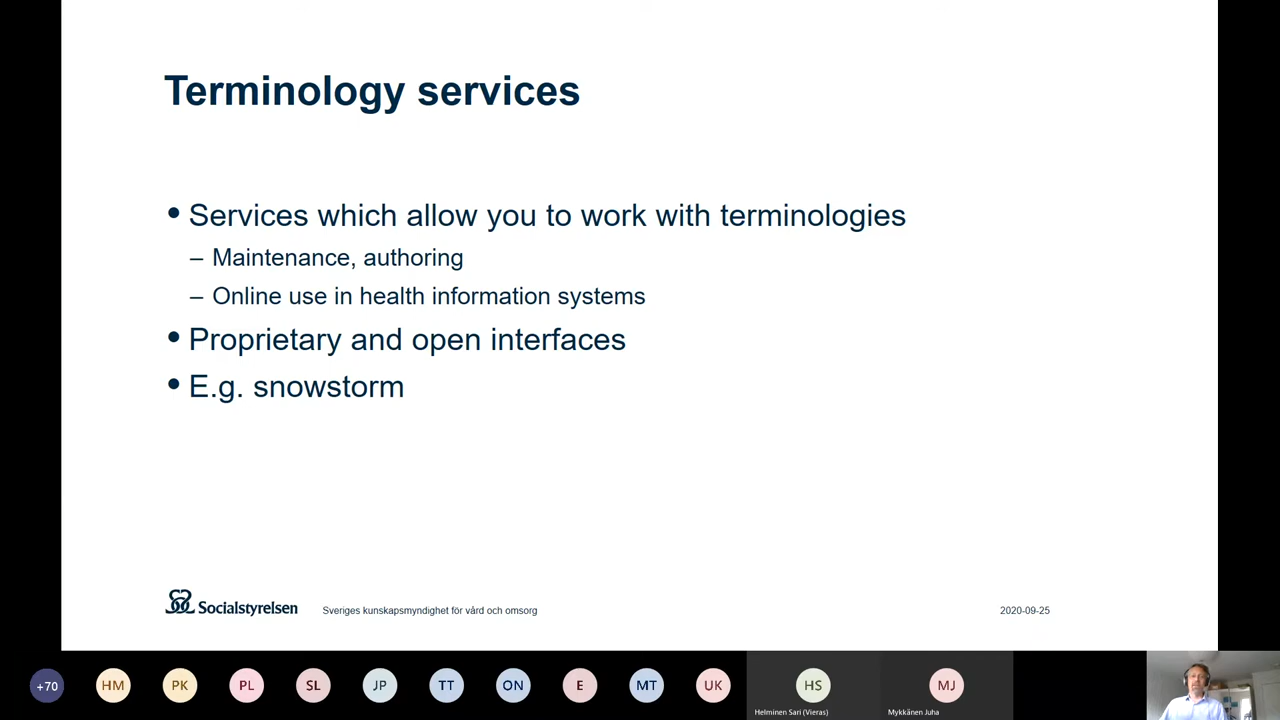 Terminology services
• Services which allow you to work with terminologies
– Maintenance, authoring
– Online use in health information systems
• Proprietary and open interfaces
• E.g. snowstorm
Socialstyrelsen
Sveriges kunskapsmyndighet för vård och omsorg
2020-09-25
+70
HM
PK
PL
SL
JP
TT
ON
E
MT
UK
HS
MJ
Helminen Sari (Vieras)
Mykkänen Juha